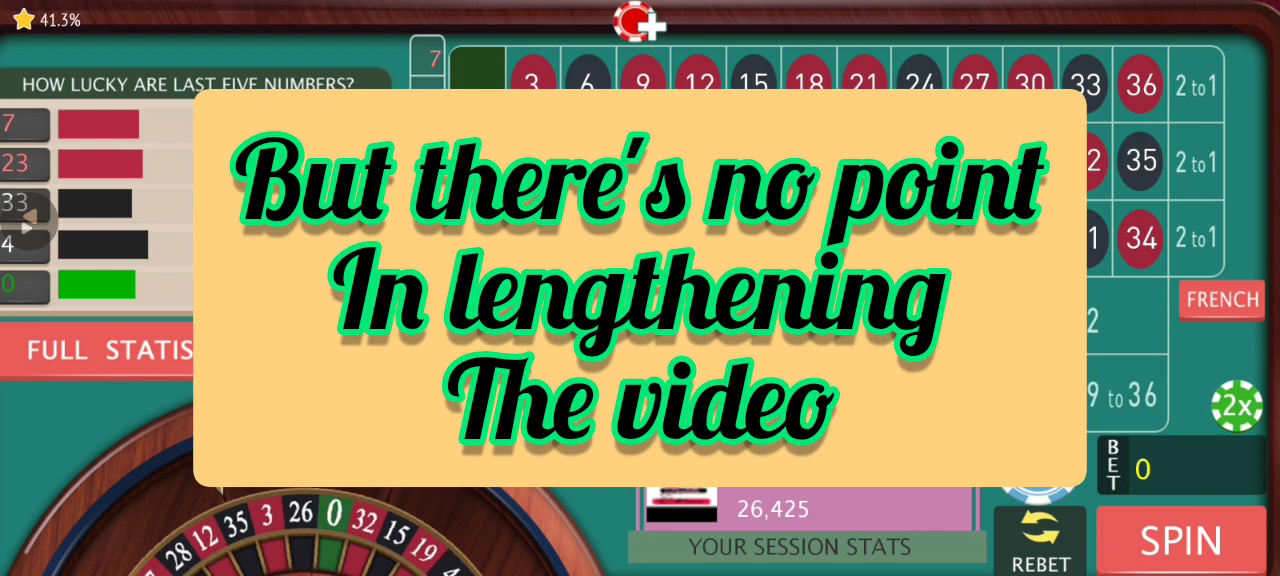 41.3%
7
HOW LUCKY ARE LAST FIVE NUMBERS?
3 6 9 12 15 18 21 24 27 30 33 36 2 to 1
7
23
2 35 2 to 1
33
4
1 34 2 to 1
0
FRENCH
2
FULL STATIS
9 to 36
2x
But there's no point
In lengthening
The video
BET 0
28 12 35 3 26 0 32 15 19 4
26,425
YOUR SESSION STATS
REBET
SPIN